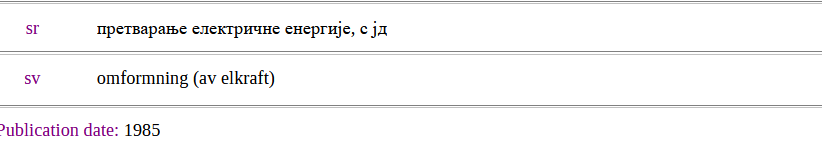 sr претварање електричне енергије, с јд
sv omformning (av elkraft)
Publication date: 1985